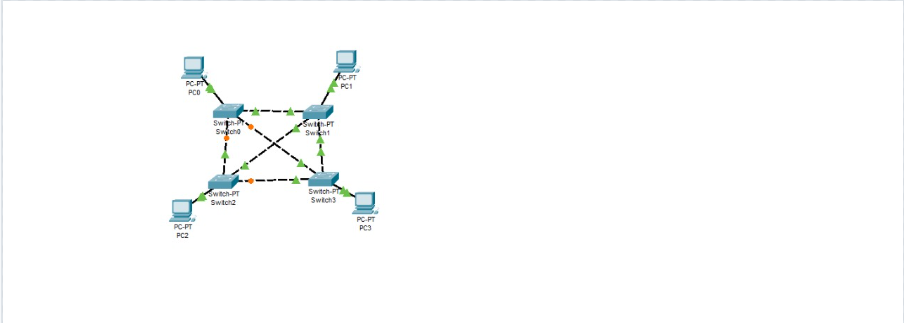 PC-PT
PC0
PC-PT
PC1
Switch-PT
Switch0
Switch-PT
Switch1
Switch-PT
Switch2
Switch-PT
Switch3
PC-PT
PC2
PC-PT
PC3